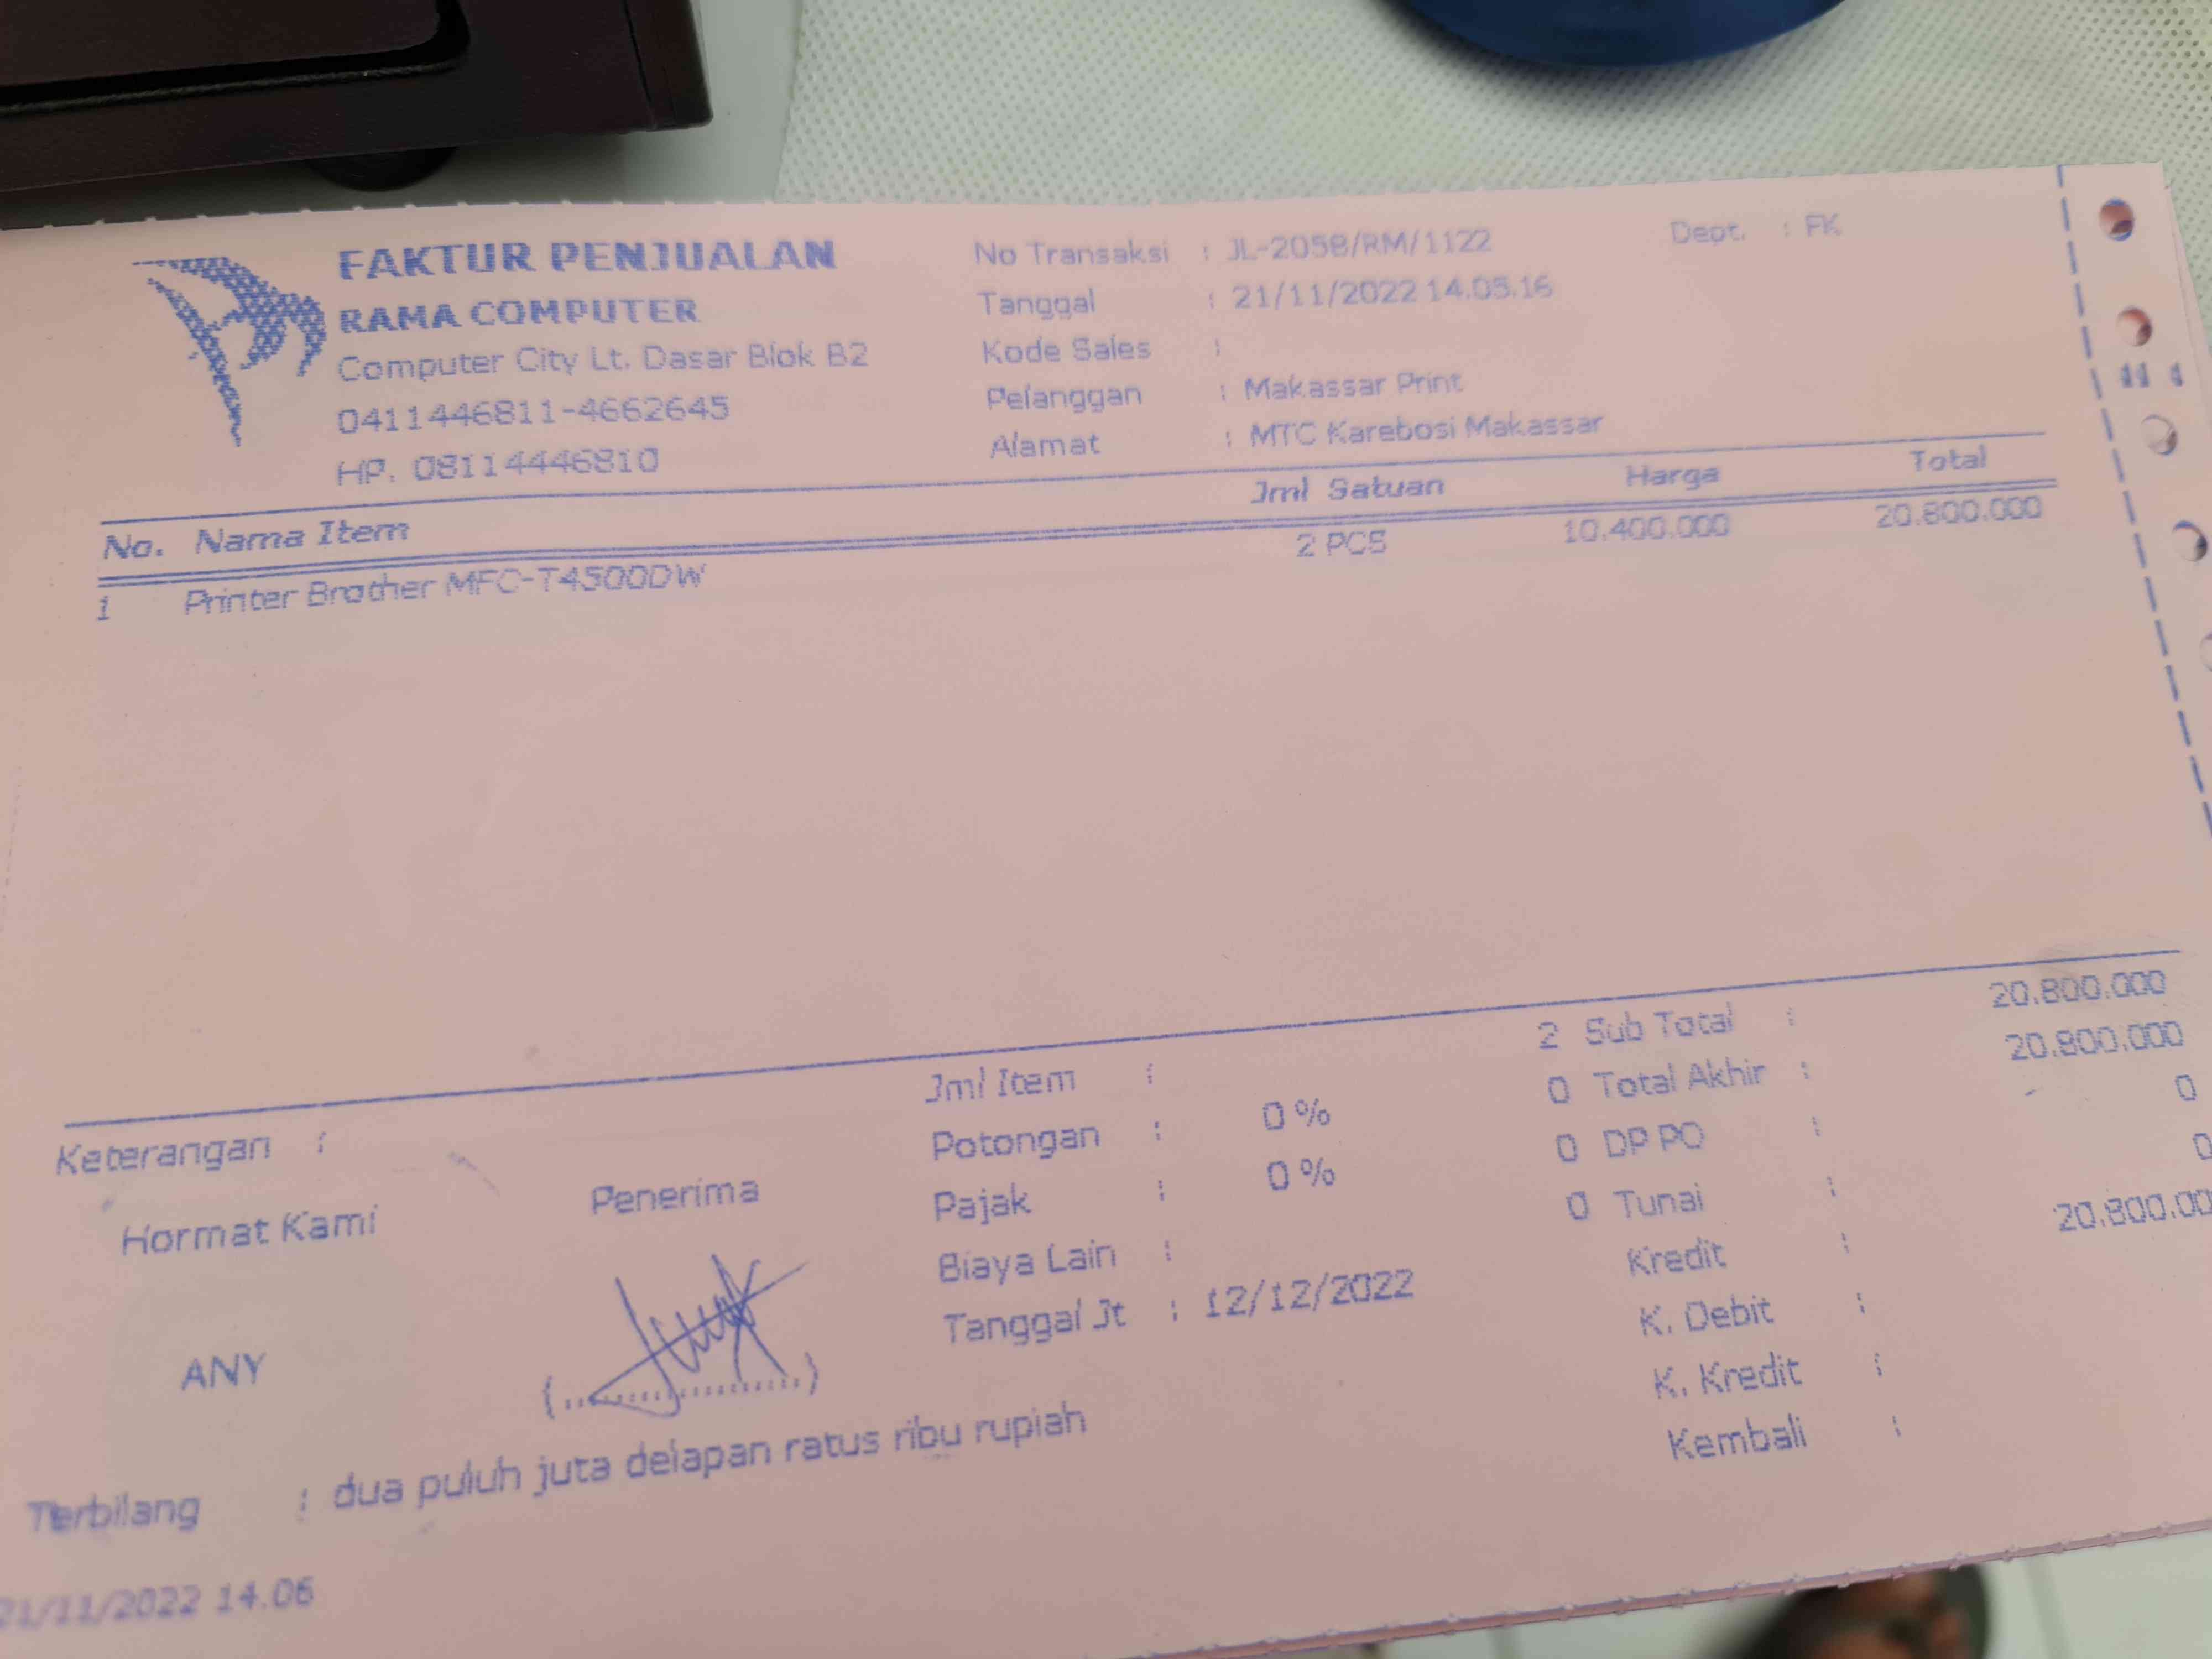 FAKTUR PENJUALAN
RAMA COMPUTER
Computer City Lt. Dasar Blok B2
0411446811-4662645
HP. 08114446810
No Transaksi : JL-2058/RM/1122
Dept. : FK
Tanggal : 21/11/2022 14.05.16
Kode Sales :
Pelanggan : Makassar Print
Alamat : MTC Karebosi Makassar
No. Nama Item Jml Satuan Harga Total
1 Printer Brother MFC-T4500DW 2 PCS 10.400.000 20.800.000
Keterangan :
Hormat Kami
Penerima
ANY
(....................)
Jml Item : 2
Potongan : 0 % 0
Pajak : 0 % 0
Biaya Lain : 0
Tanggal Jt : 12/12/2022
Sub Total : 20.800.000
Total Akhir : 20.800.000
DP PO : 0
Tunai : 0
Kredit : 20.800.00
K. Debit :
K. Kredit :
Kembali :
Terbilang : dua puluh juta delapan ratus ribu rupiah
21/11/2022 14.06